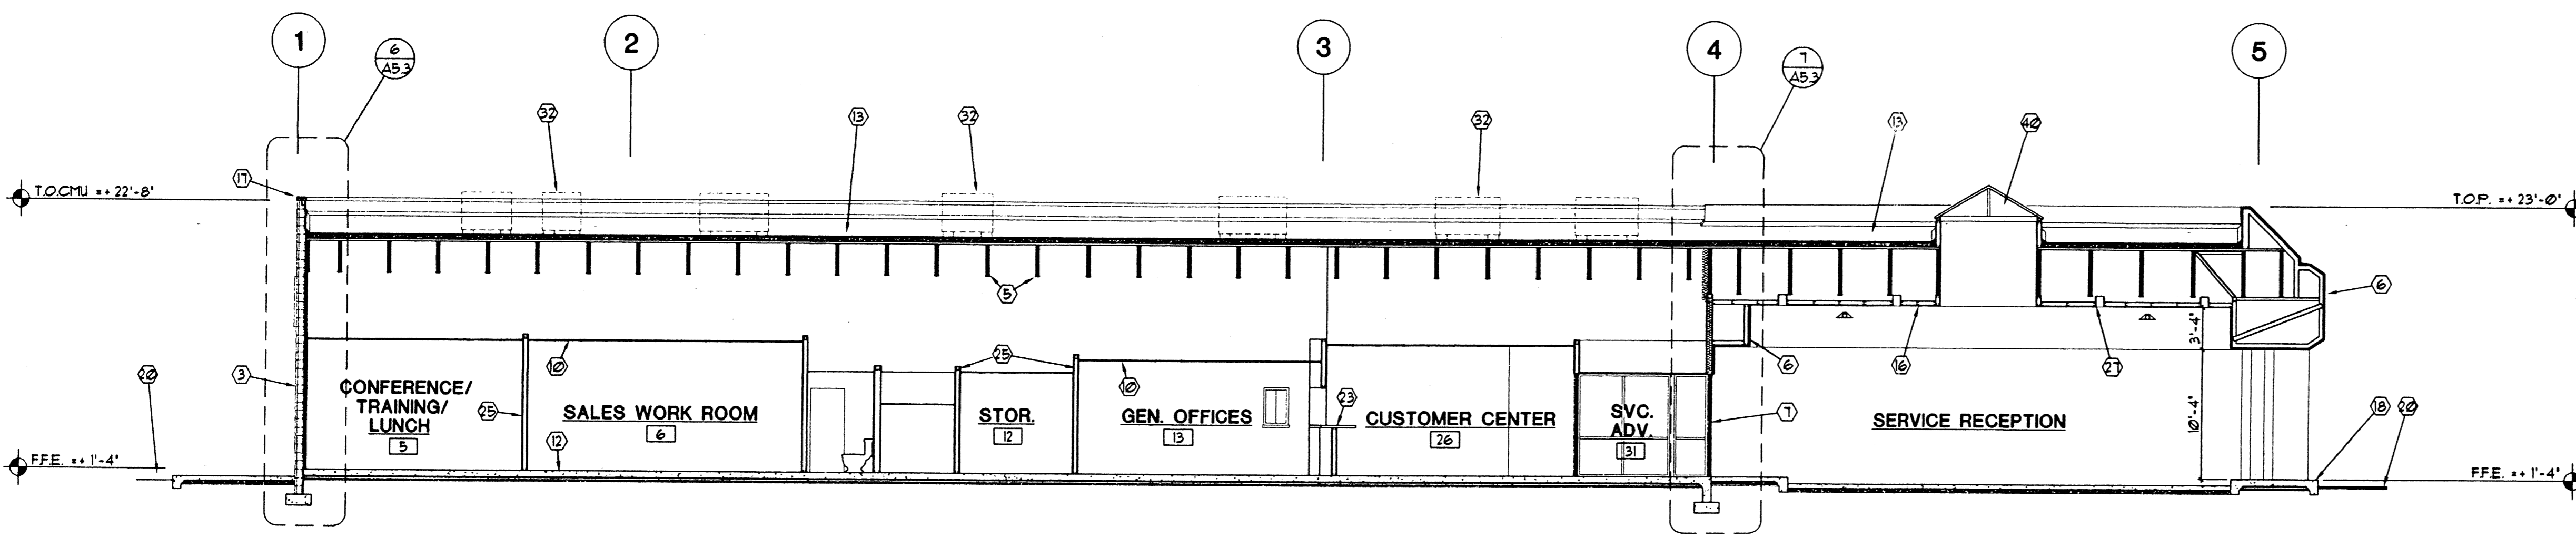 1
6
A5.3
2
3
4
7
A5.3
5
32
13
32
32
13
40
17
T.O.CMU =+ 22'-8"
T.O.P. =+ 23'-0"
5
6
3'-4"
20
3
10
25
10
6
16
27
CONFERENCE/
TRAINING/
LUNCH
5
25
SALES WORK ROOM
6
STOR.
12
GEN. OFFICES
13
23
CUSTOMER CENTER
26
SVC.
ADV.
31
7
SERVICE RECEPTION
10'-4"
18
20
12
F.F.E. =+ 1'-4"
F.F.E. =+ 1'-4"